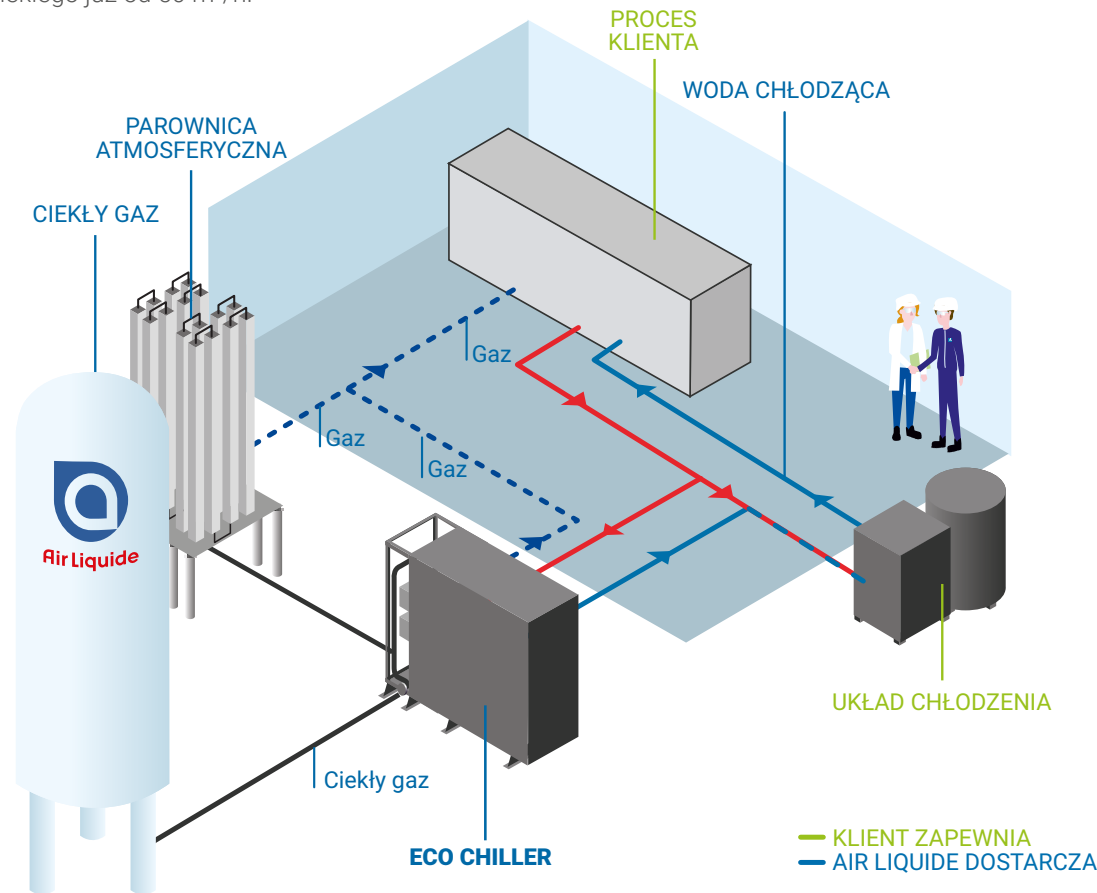 PROCES
KLIENTA
WODA CHŁODZĄCA
PAROWNICA
ATMOSFERYCZNA
CIEKŁY GAZ
Gaz
Gaz
Gaz
Air Liquide
UKŁAD CHŁODZENIA
Ciekły gaz
ECO CHILLER
KLIENT ZAPEWNIA
AIR LIQUIDE DOSTARCZA